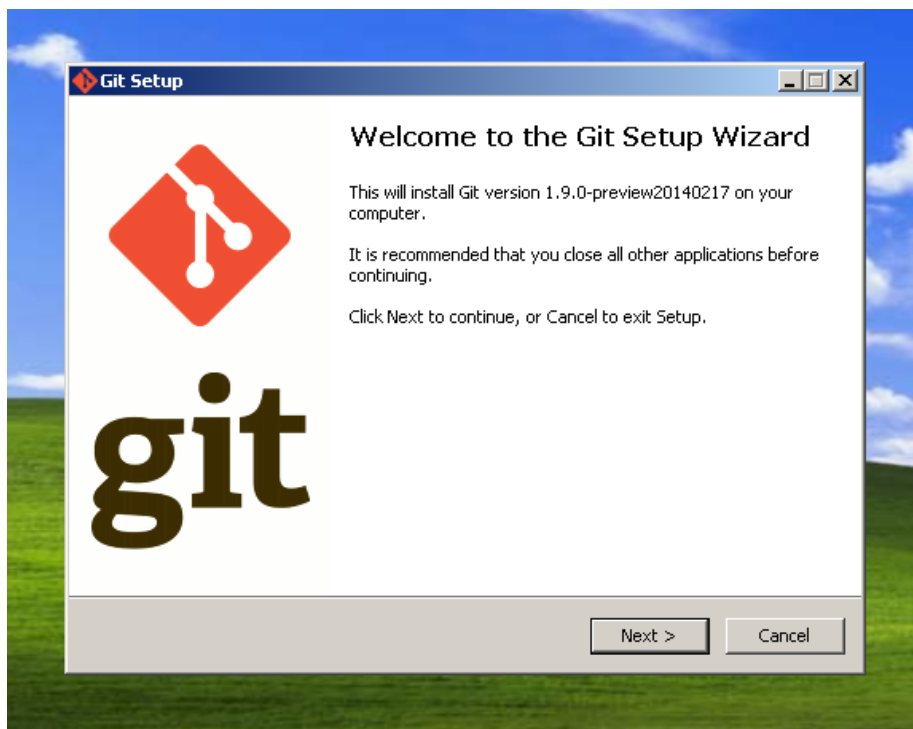 Git Setup
Welcome to the Git Setup Wizard
This will install Git version 1.9.0-preview20140217 on your
computer.
It is recommended that you close all other applications before
continuing.
Click Next to continue, or Cancel to exit Setup.
git
Next >
Cancel